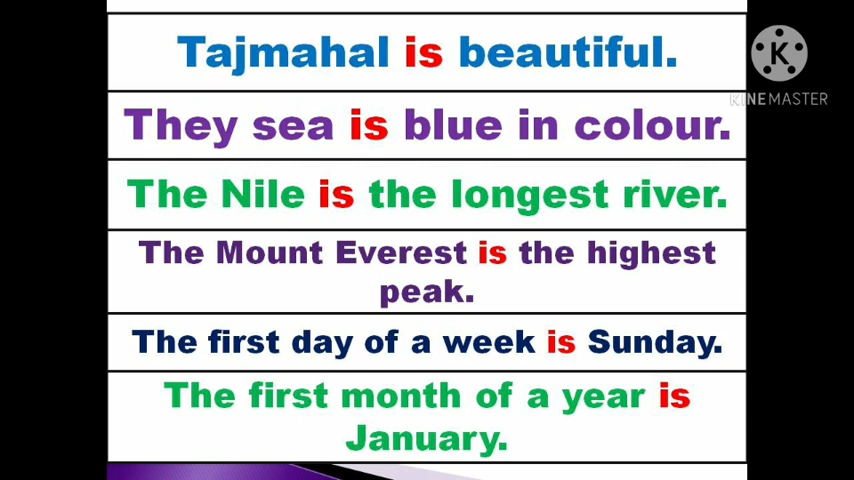 Tajmahal is beautiful.
They sea is blue in colour.
The Nile is the longest river.
The Mount Everest is the highest
peak.
The first day of a week is Sunday.
The first month of a year is
January.
K
KINEMASTER